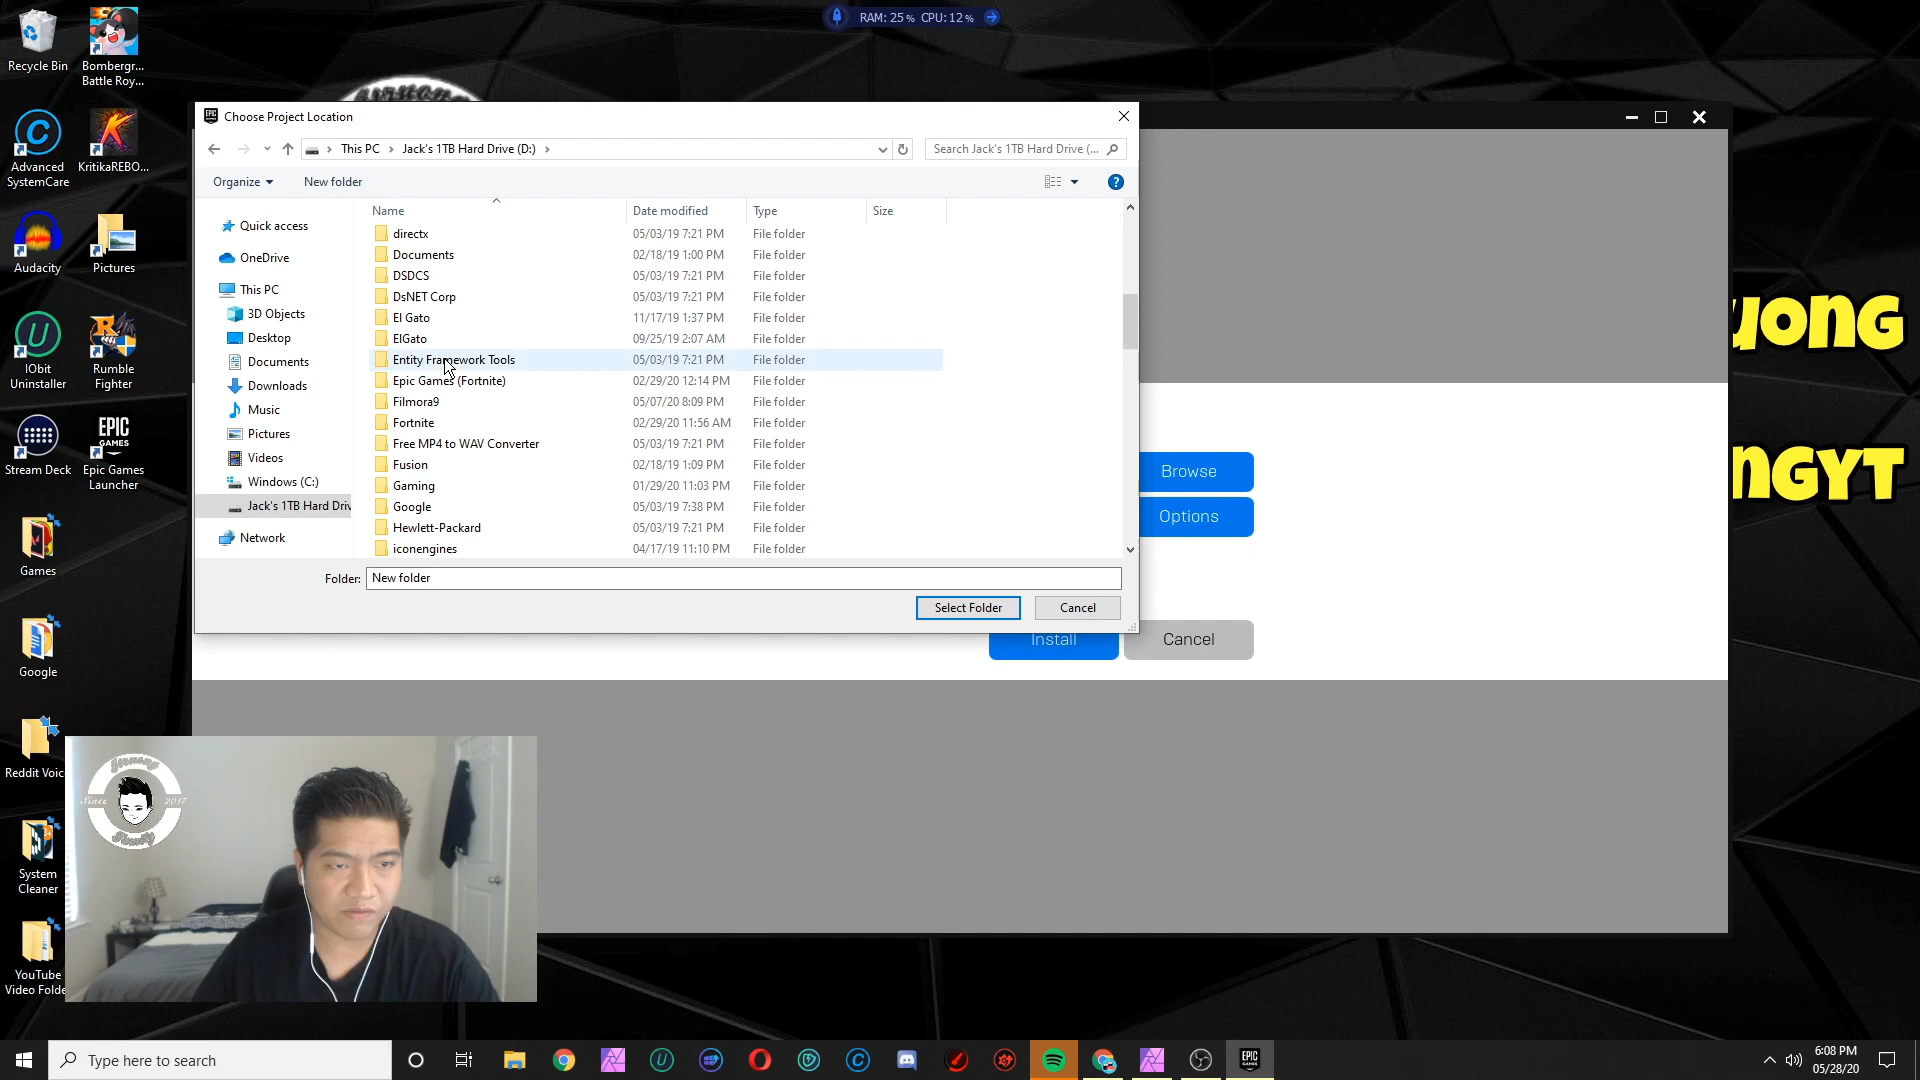 RAM: 25% CPU: 12%
Recycle Bin
Bombergr...
Battle Roy...
Advanced
SystemCare
KritikaREBO...
Audacity
Pictures
IObit
Uninstaller
Rumble
Fighter
Stream Deck
EPIC
GAMES
Epic Games
Launcher
Games
Google
Reddit Voic
System
Cleaner
YouTube
Video Folde
Choose Project Location
This PC > Jack's 1TB Hard Drive (D:) >
Search Jack's 1TB Hard Drive (...
Organize
New folder
Quick access
OneDrive
This PC
3D Objects
Desktop
Documents
Downloads
Music
Pictures
Videos
Windows (C:)
Jack's 1TB Hard Driv
Network
Name Date modified Type Size
directx 05/03/19 7:21 PM File folder
Documents 02/18/19 1:00 PM File folder
DSDCS 05/03/19 7:21 PM File folder
DsNET Corp 05/03/19 7:21 PM File folder
El Gato 11/17/19 1:37 PM File folder
ElGato 09/25/19 2:07 AM File folder
Entity Framework Tools 05/03/19 7:21 PM File folder
Epic Games (Fortnite) 02/29/20 12:14 PM File folder
Filmora9 05/07/20 8:09 PM File folder
Fortnite 02/29/20 11:56 AM File folder
Free MP4 to WAV Converter 05/03/19 7:21 PM File folder
Fusion 02/18/19 1:09 PM File folder
Gaming 01/29/20 11:03 PM File folder
Google 05/03/19 7:38 PM File folder
Hewlett-Packard 05/03/19 7:21 PM File folder
iconengines 04/17/19 11:10 PM File folder
Folder: New folder
Select Folder
Cancel
Browse
Options
Install
Cancel
UONG
NGYT
Since 2017
Type here to search
EPIC
GAMES
6:08 PM
05/28/20